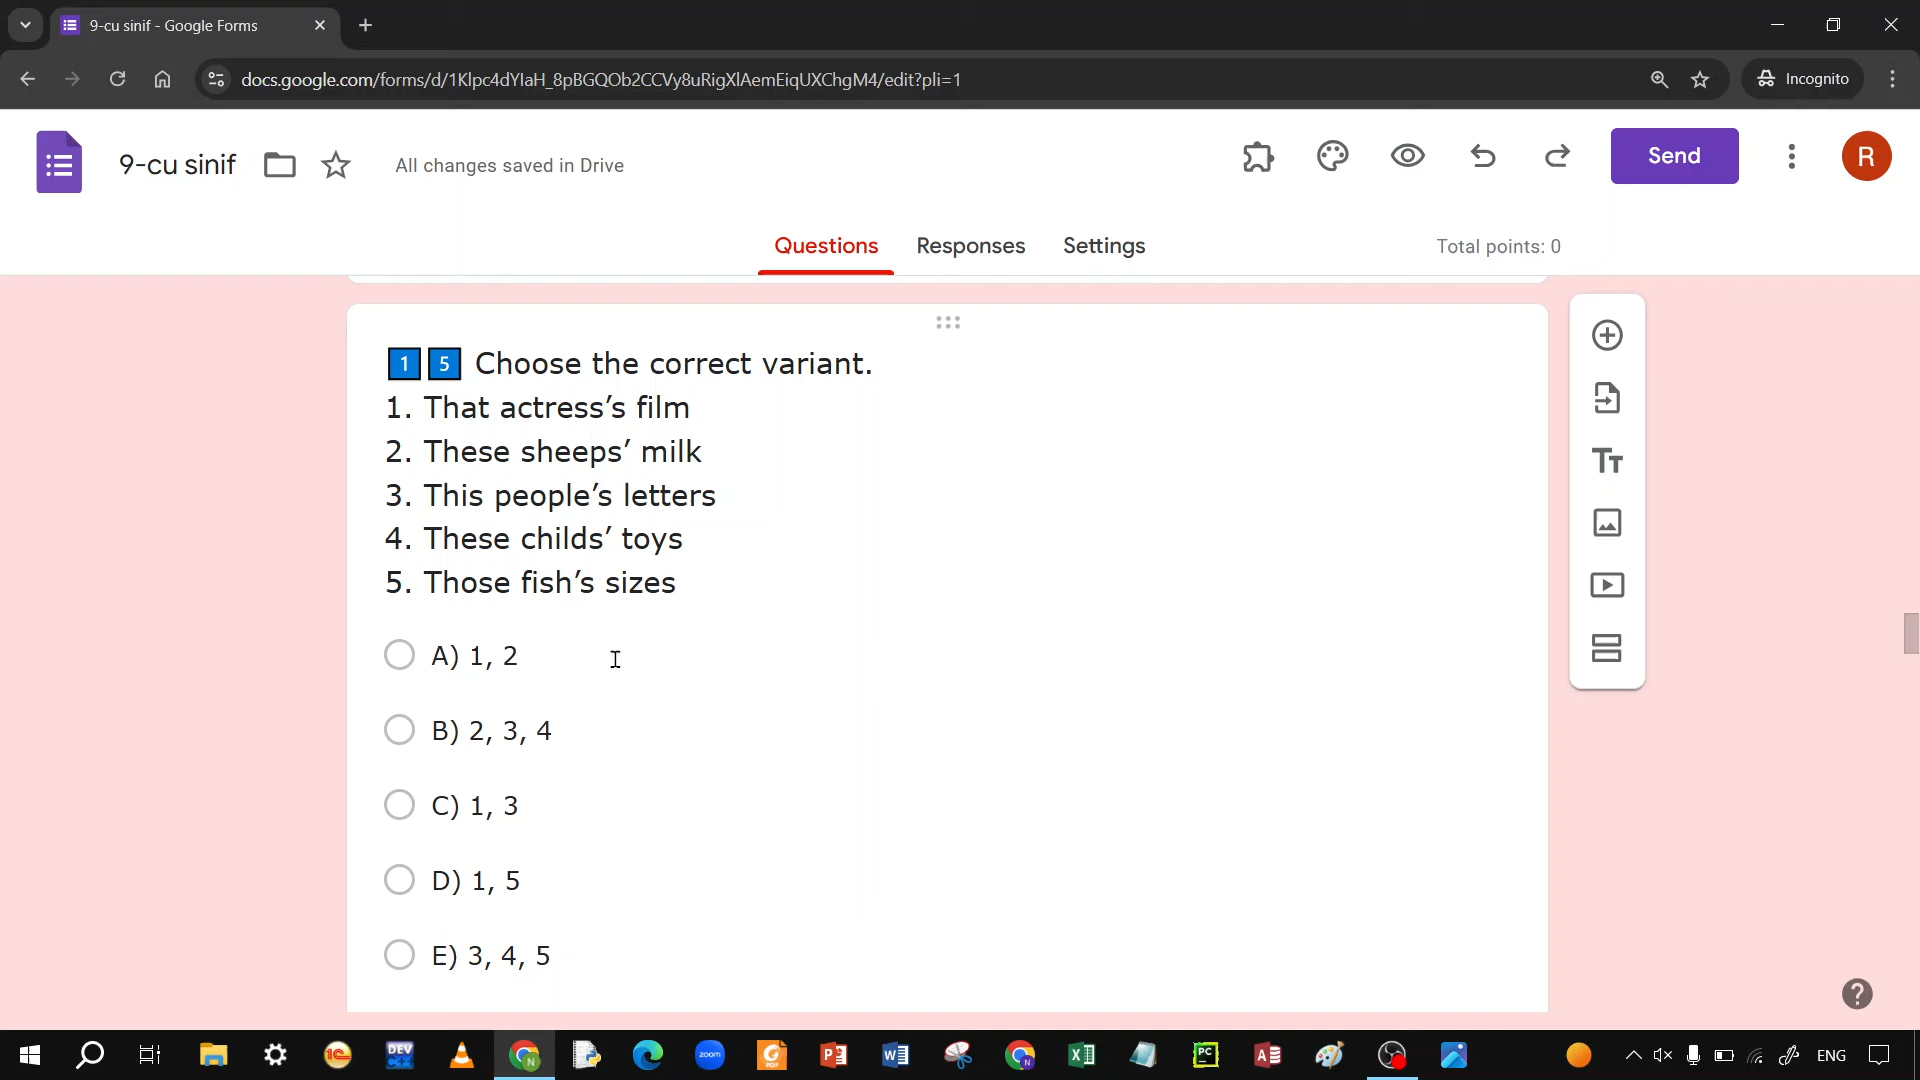 9-cu sinif - Google Forms
docs.google.com/forms/d/1Klpc4dYIaH_8pBGQOb2CCVy8uRigXlAemEiqUXChgM4/edit?pli=1
Incognito
9-cu sinif
All changes saved in Drive
Send
R
Questions
Responses
Settings
Total points: 0
1 5 Choose the correct variant.
1. That actress’s film
2. These sheeps’ milk
3. This people’s letters
4. These childs’ toys
5. Those fish’s sizes
A) 1, 2
B) 2, 3, 4
C) 1, 3
D) 1, 5
E) 3, 4, 5
ENG